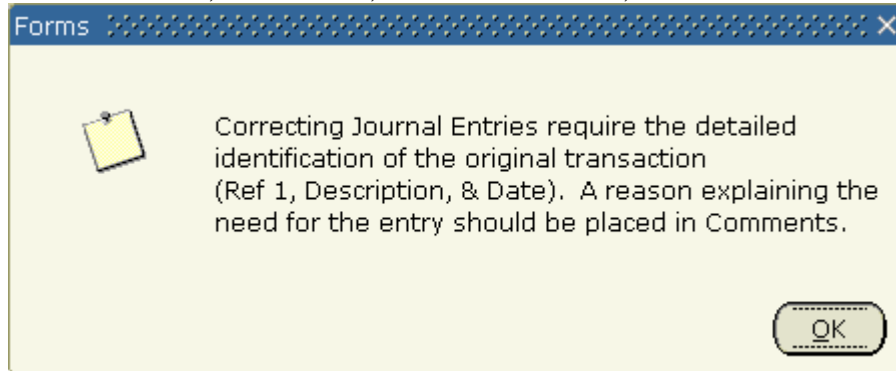 Forms
Correcting Journal Entries require the detailed
identification of the original transaction
(Ref 1, Description, & Date).  A reason explaining the
need for the entry should be placed in Comments.
OK